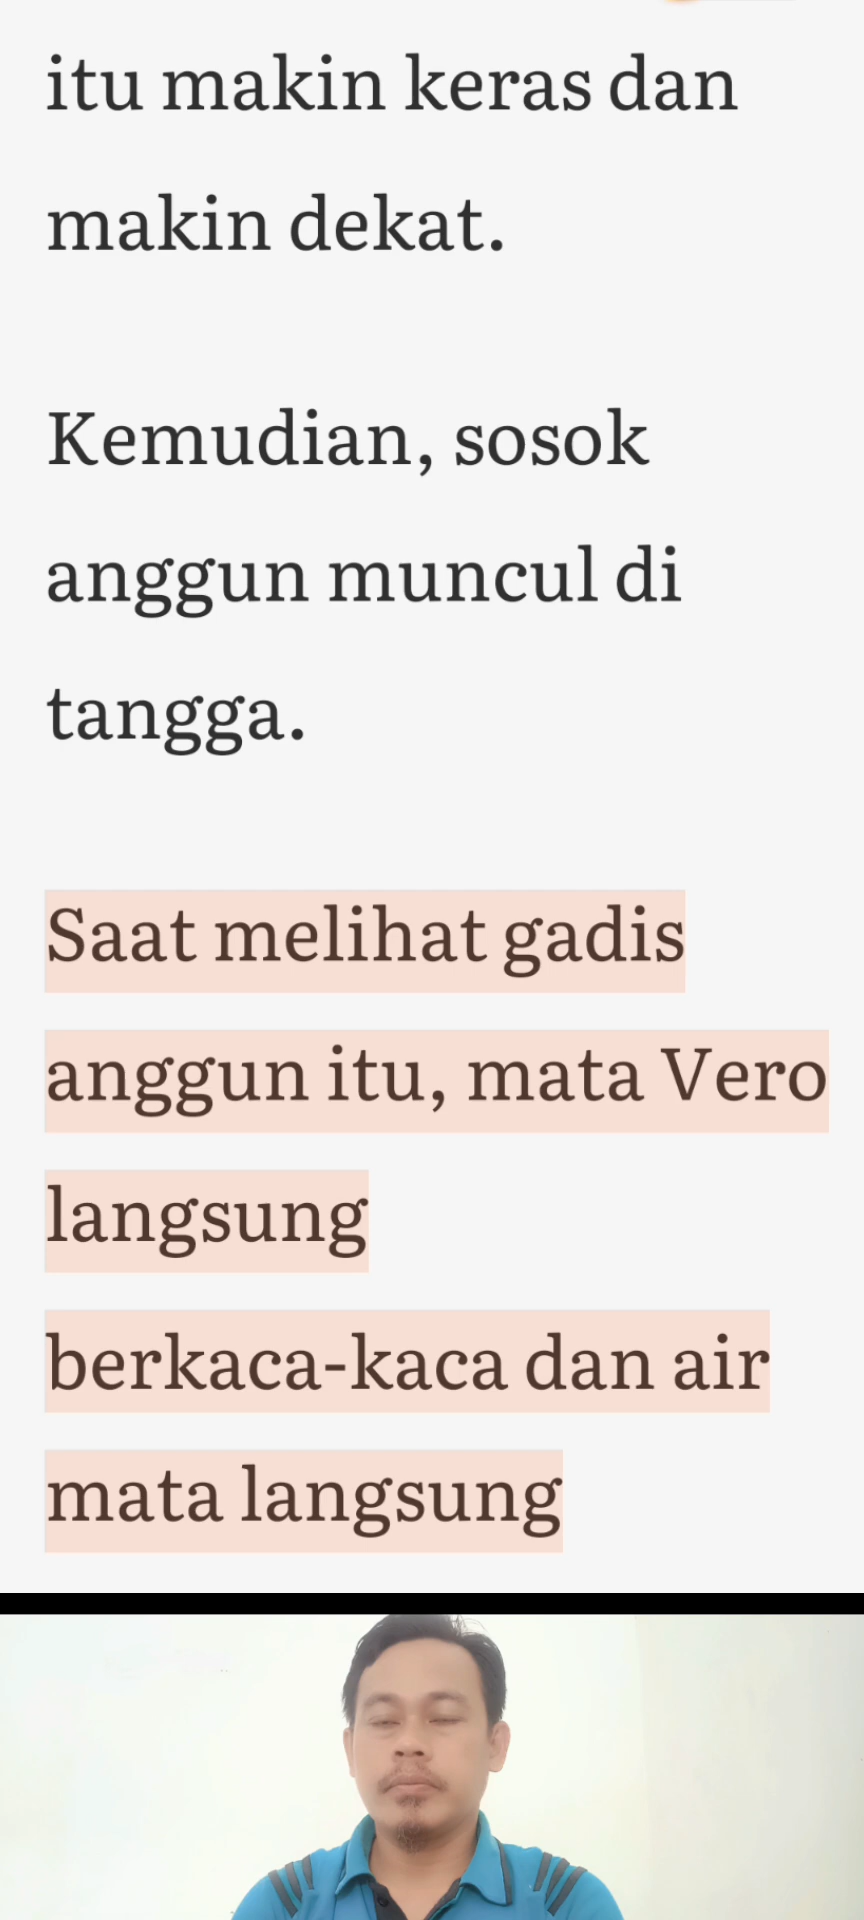 itu makin keras dan
makin dekat.
Kemudian, sosok
anggun muncul di
tangga.
Saat melihat gadis
anggun itu, mata Vero
langsung
berkaca-kaca dan air
mata langsung